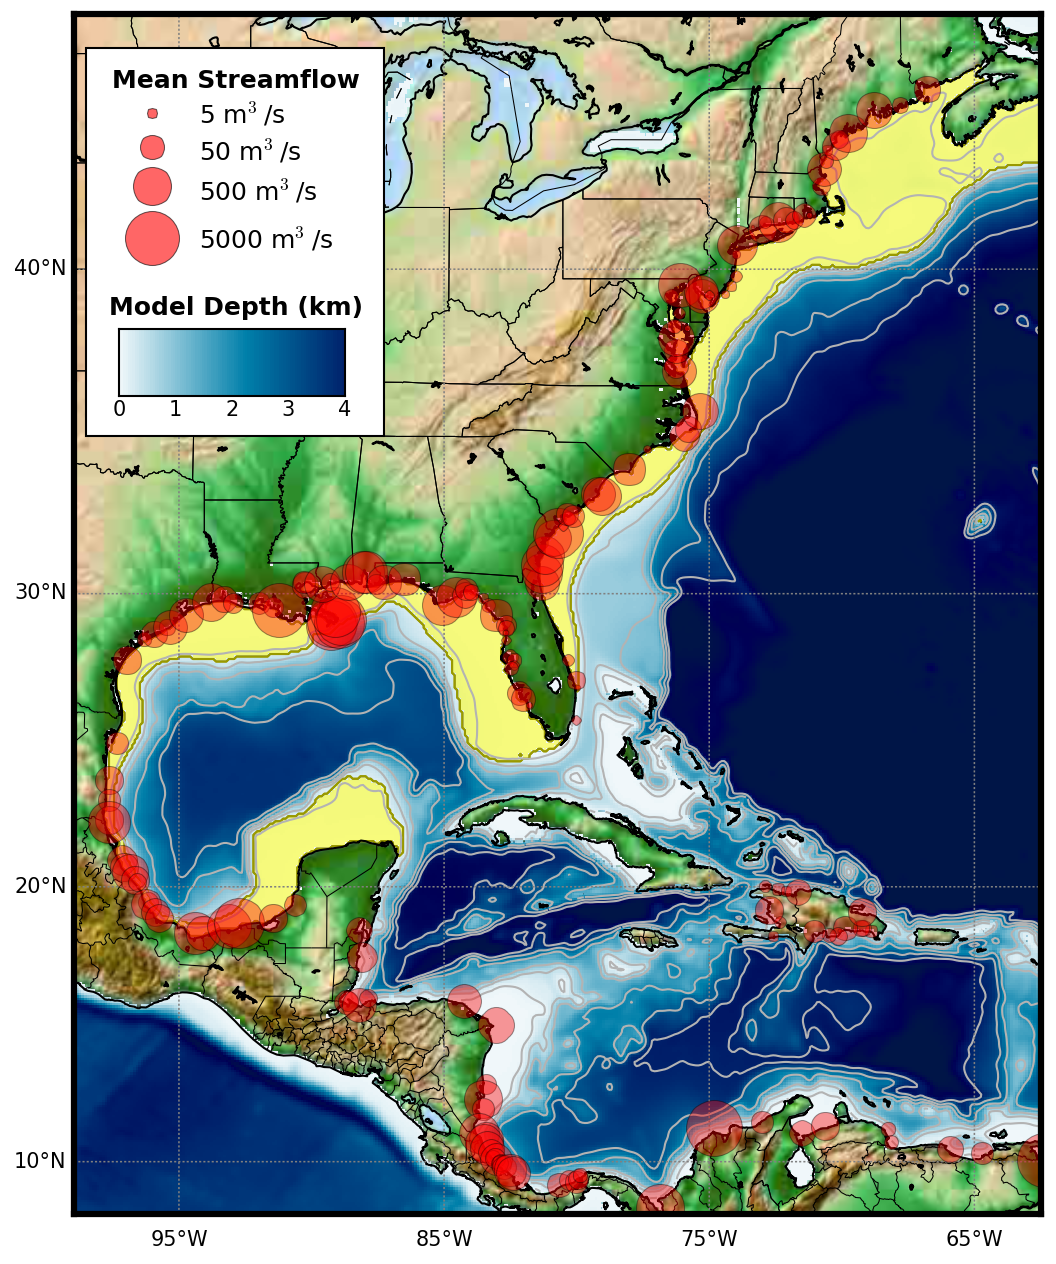 Mean Streamflow
5 m³ /s
50 m³ /s
500 m³ /s
5000 m³ /s
Model Depth (km)
0 1 2 3 4
40°N
30°N
20°N
10°N
95°W 85°W 75°W 65°W